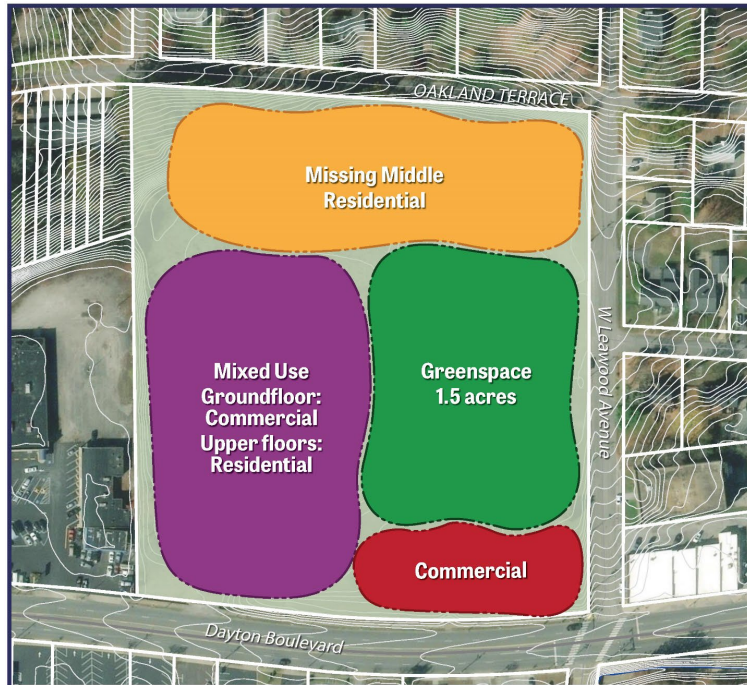 OAKLAND TERRACE
Missing Middle
Residential
Mixed Use
Groundfloor:
Commercial
Upper floors:
Residential
Greenspace
1.5 acres
W Leawood Avenue
Commercial
Dayton Boulevard